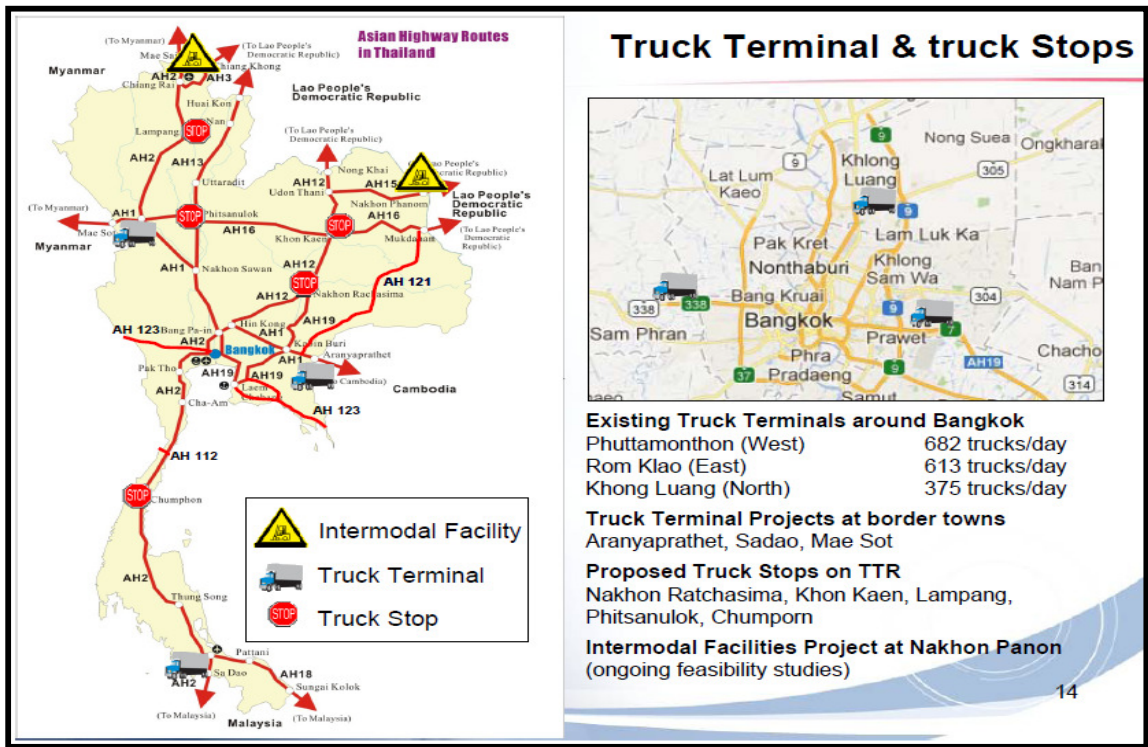 Asian Highway Routes
in Thailand
(To Myanmar)
Mae Sai
(To Lao People's
Democratic Republic)
Chiang Khong
Myanmar
AH2
AH3
Chiang Rai
Lao People's
Democratic Republic
Huai Kon
Nan
Lampang
STOP
AH2
AH13
(To Lao People's
Democratic Republic)
Nong Khai
Uttaradit
AH12
AH15
Udon Thani
Lao People's
Democratic
Republic
Nakhon Phanom
(To Myanmar)
AH1
STOP
Phitsanulok
STOP
AH16
(To Lao People's
Democratic
Republic)
Mae Sot
Myanmar
AH16
Khon Kaen
Mukdahan
AH1
Nakhon Sawan
AH12
STOP
AH 121
Nakhon Ratchasima
AH12
AH 123
Hin Kong
AH19
Bang Pa-in
AH1
Kabin Buri
AH2
Bangkok
AH1
Aranyaprathet
Pak Tho
AH19
AH19
(To Cambodia)
Cambodia
Laem
Chabang
AH2
Cha-Am
AH 123
AH 112
STOP
Chumphon
AH2
Thung Song
Pattani
AH2
Sa Dao
AH18
Sungai Kolok
(To Malaysia)
Malaysia
(To Malaysia)
Intermodal Facility
Truck Terminal
STOP
Truck Stop
Truck Terminal & truck Stops
9
Nong Suea
Ongkharak
9
Khlong
Luang
305
Lat Lum
Kaeo
9
Lam Luk Ka
Pak Kret
Nonthaburi
Khlong
Sam Wa
338
338
Bang Kruai
9
304
Sam Phran
Bangkok
7
Prawet
AH19
Phra
Pradaeng
37
9
314
Samut
Existing Truck Terminals around Bangkok
Phuttamonthon (West) 682 trucks/day
Rom Klao (East) 613 trucks/day
Khong Luang (North) 375 trucks/day
Truck Terminal Projects at border towns
Aranyaprathet, Sadao, Mae Sot
Proposed Truck Stops on TTR
Nakhon Ratchasima, Khon Kaen, Lampang,
Phitsanulok, Chumporn
Intermodal Facilities Project at Nakhon Panon
(ongoing feasibility studies)
14